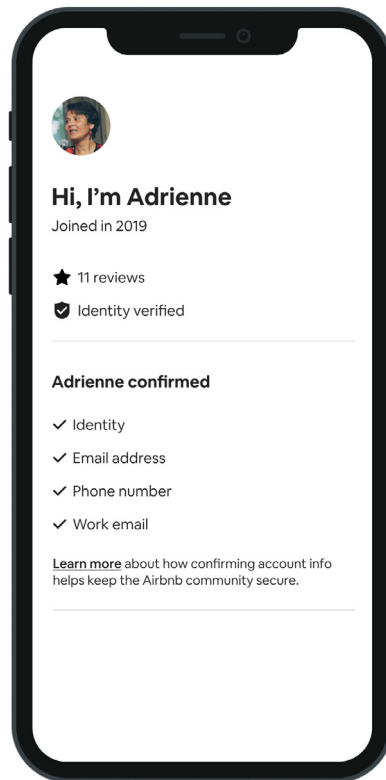 Hi, I’m Adrienne
Joined in 2019
11 reviews
Identity verified
Adrienne confirmed
Identity
Email address
Phone number
Work email
Learn more about how confirming account info
helps keep the Airbnb community secure.